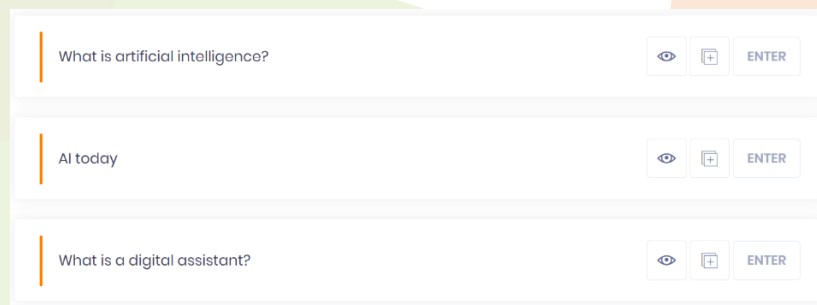 What is artificial intelligence? ENTER
AI today ENTER
What is a digital assistant? ENTER